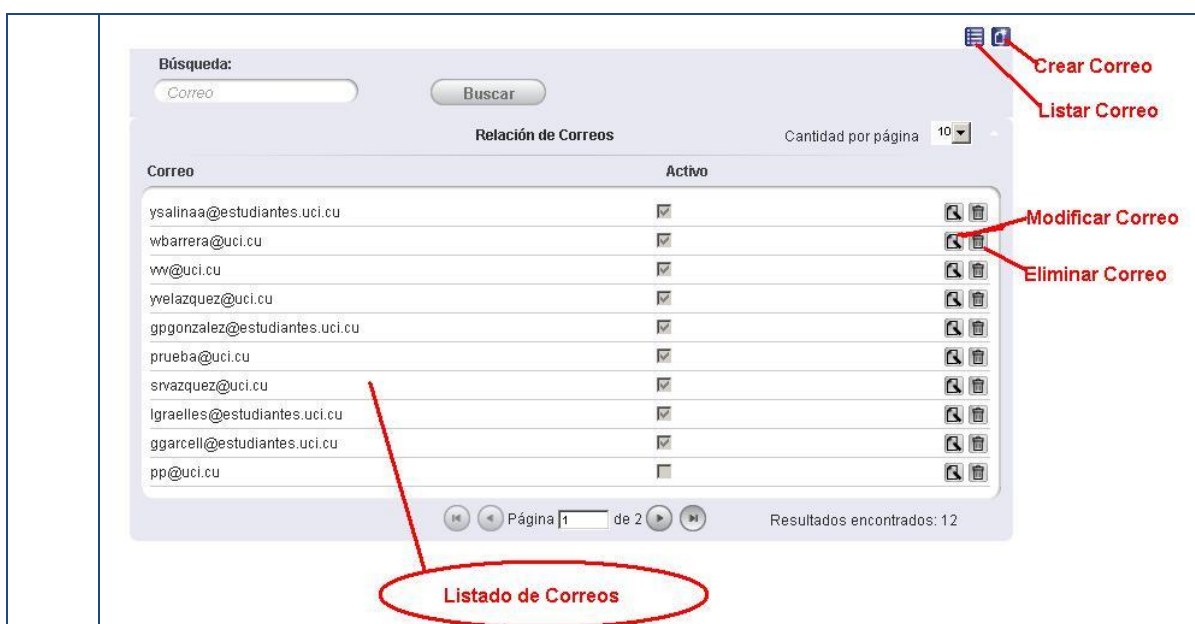 Búsqueda:
Crear Correo
Correo
Buscar
Listar Correo
Relación de Correos
Cantidad por página
10
Correo
Activo
ysalinaa@estudiantes.uci.cu
Modificar Correo
wbarrera@uci.cu
vvv@uci.cu
Eliminar Correo
yvelazquez@uci.cu
gpgonzalez@estudiantes.uci.cu
prueba@uci.cu
srvazquez@uci.cu
lgraelles@estudiantes.uci.cu
ggarcell@estudiantes.uci.cu
pp@uci.cu
Página 1 de 2
Resultados encontrados: 12
Listado de Correos